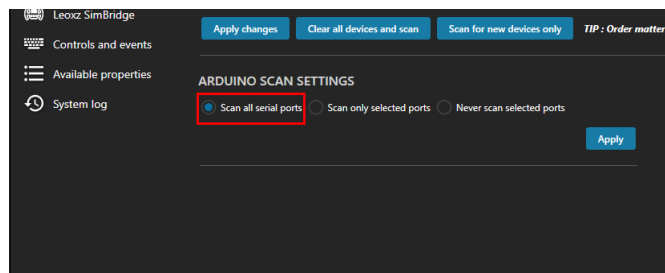 Leoxz SimBridge
Controls and events
Available properties
System log
Apply changes
Clear all devices and scan
Scan for new devices only
TIP : Order matter
ARDUINO SCAN SETTINGS
Scan all serial ports
Scan only selected ports
Never scan selected ports
Apply